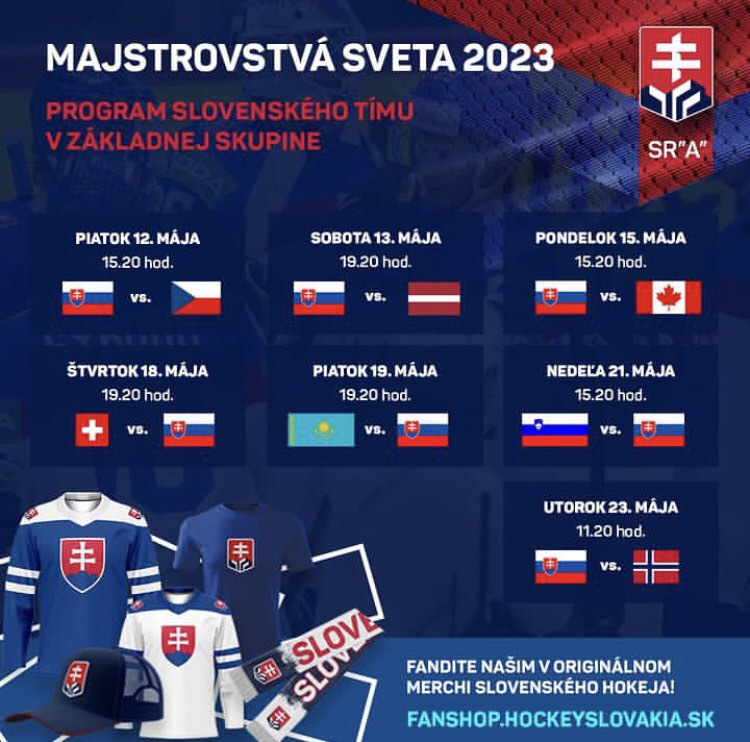 MAJSTROVSTVÁ SVETA 2023
PROGRAM SLOVENSKÉHO TÍMU
V ZÁKLADNEJ SKUPINE
SR"A"
PIATOK 12. MÁJA
15.20 hod.
vs.
SOBOTA 13. MÁJA
19.20 hod.
vs.
PONDELOK 15. MÁJA
15.20 hod.
vs.
ŠTVRTOK 18. MÁJA
19.20 hod.
vs.
PIATOK 19. MÁJA
19.20 hod.
vs.
NEDEĽA 21. MÁJA
15.20 hod.
vs.
UTOROK 23. MÁJA
11.20 hod.
vs.
SLOVE
SLOVE
FANDITE NAŠIM V ORIGINÁLNOM
MERCHI SLOVENSKÉHO HOKEJA!
FANSHOP.HOCKEYSLOVAKIA.SK